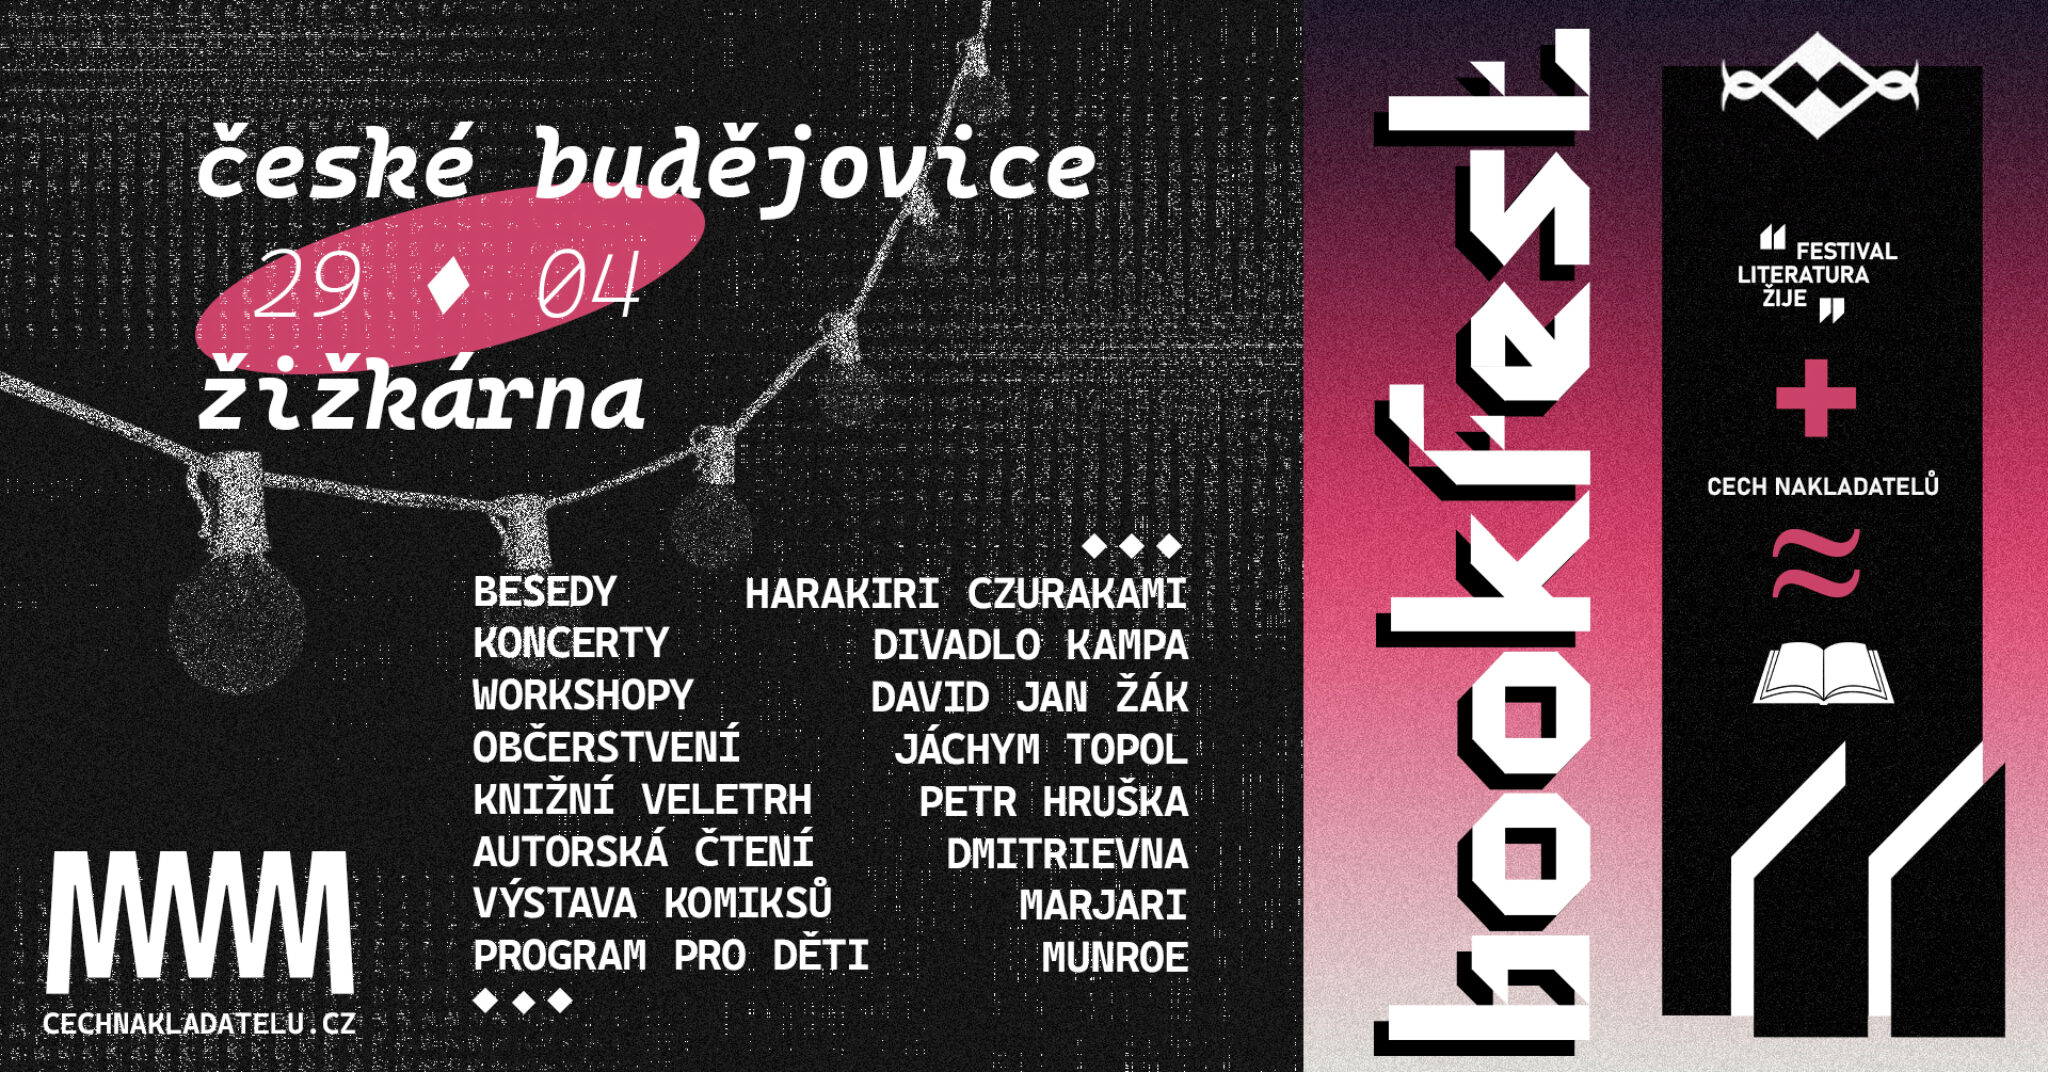 české budějovice
29 ♦ 04
žižkárna
BESEDY
KONCERTY
WORKSHOPY
OBČERSTVENÍ
KNIŽNÍ VELETRH
AUTORSKÁ ČTENÍ
VÝSTAVA KOMIKSŮ
PROGRAM PRO DĚTI
HARAKIRI CZURAKAMI
DIVADLO KAMPA
DAVID JAN ŽÁK
JÁCHYM TOPOL
PETR HRUŠKA
DMITRIEVNA
MARJARI
MUNROE
CECHNAKLADATELU.CZ
bookfest
“ FESTIVAL
LITERATURA
ŽIJE ”
+
CECH NAKLADATELŮ
≈